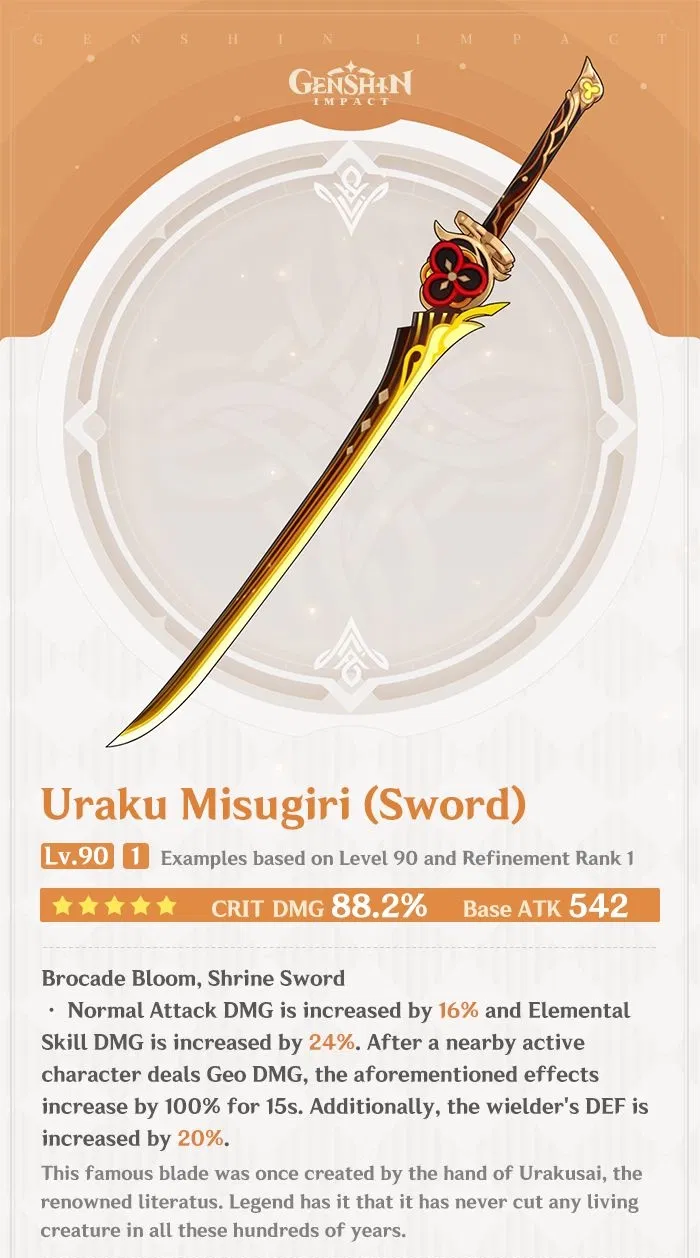 GENSHIN IMPACT
GENSHIN
IMPACT
Uraku Misugiri (Sword)
Lv.90 1 Examples based on Level 90 and Refinement Rank 1
CRIT DMG 88.2% Base ATK 542
Brocade Bloom, Shrine Sword
· Normal Attack DMG is increased by 16% and Elemental
Skill DMG is increased by 24%. After a nearby active
character deals Geo DMG, the aforementioned effects
increase by 100% for 15s. Additionally, the wielder's DEF is
increased by 20%.
This famous blade was once created by the hand of Urakusai, the
renowned literatus. Legend has it that it has never cut any living
creature in all these hundreds of years.